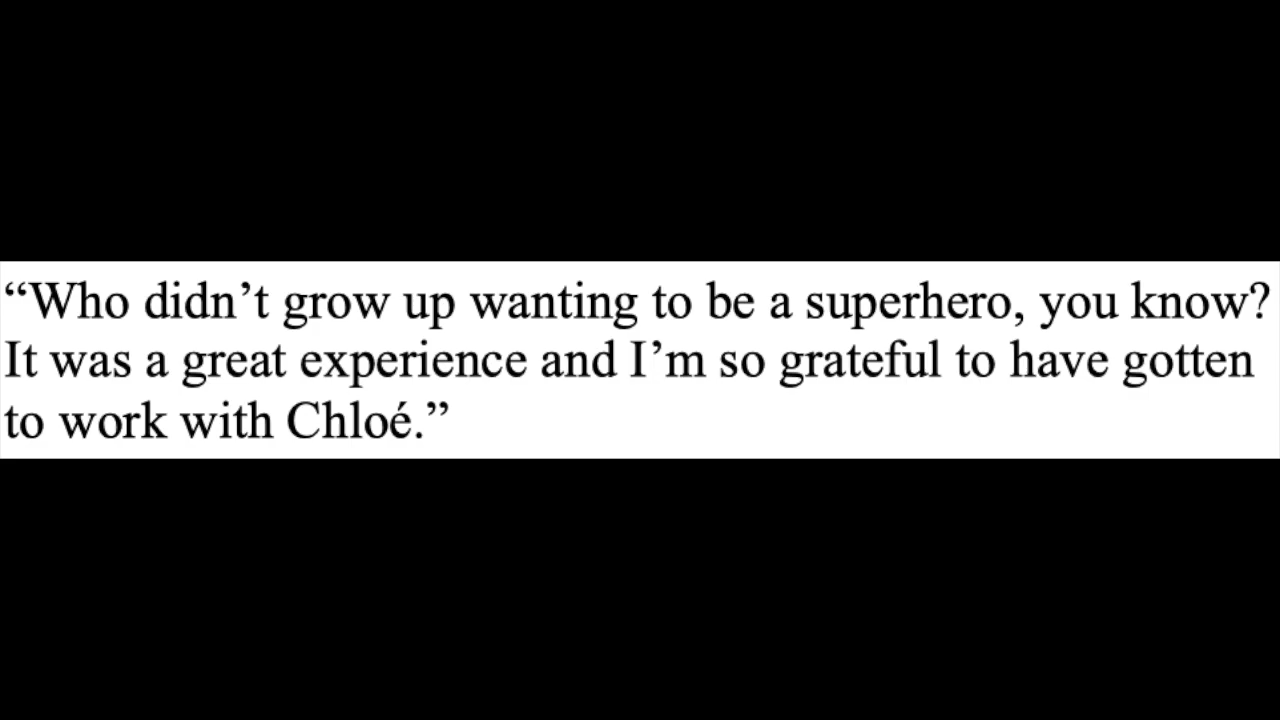 “Who didn’t grow up wanting to be a superhero, you know?
It was a great experience and I’m so grateful to have gotten
to work with Chloé.”